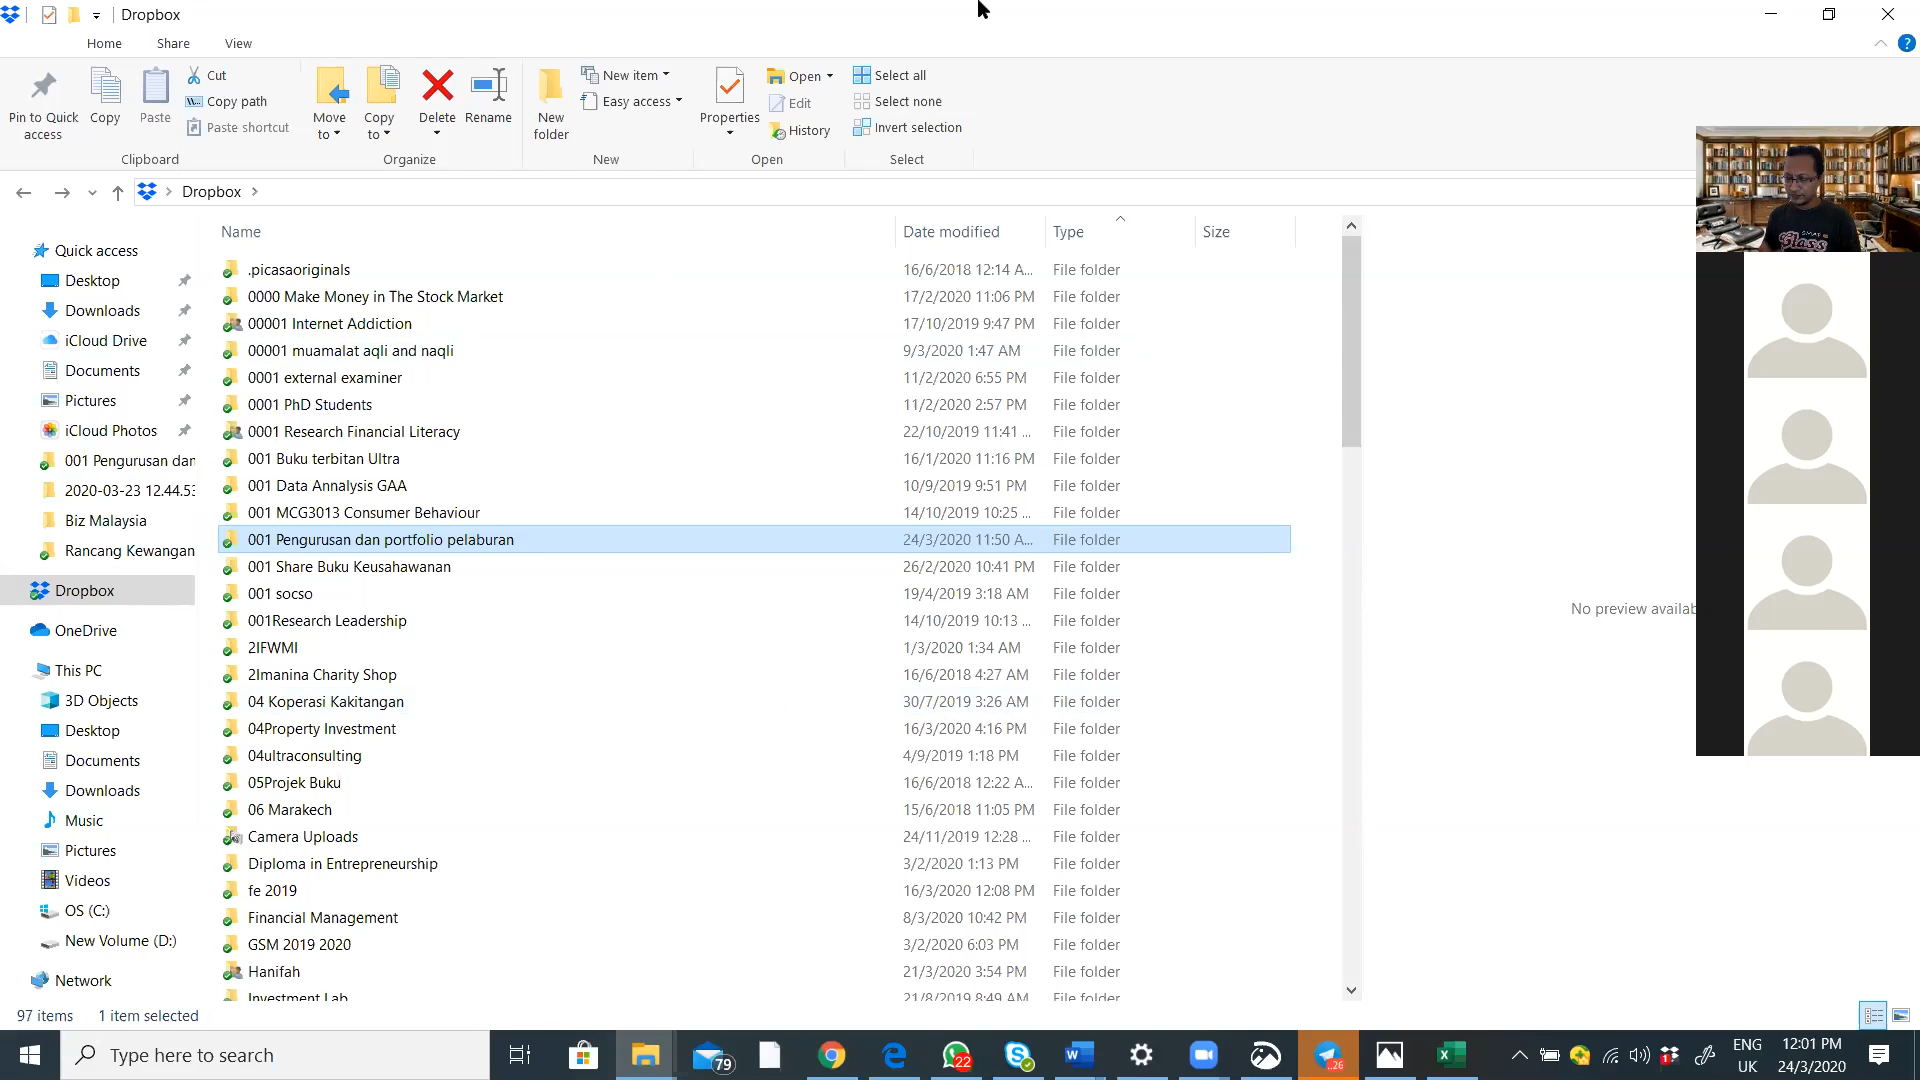 Dropbox
Home Share View
Pin to Quick access
Copy
Paste
Cut
Copy path
Paste shortcut
Clipboard
Move to
Copy to
Delete
Rename
Organize
New folder
New item
Easy access
New
Properties
Open
Edit
History
Open
Select all
Select none
Invert selection
Select
Dropbox
Name Date modified Type Size
Quick access
Desktop
Downloads
iCloud Drive
Documents
Pictures
iCloud Photos
001 Pengurusan dan
2020-03-23 12.44.53
Biz Malaysia
Rancang Kewangan
Dropbox
OneDrive
This PC
3D Objects
Desktop
Documents
Downloads
Music
Pictures
Videos
OS (C:)
New Volume (D:)
Network
.picasaoriginals 16/6/2018 12:14 A... File folder
0000 Make Money in The Stock Market 17/2/2020 11:06 PM File folder
00001 Internet Addiction 17/10/2019 9:47 PM File folder
00001 muamalat aqli and naqli 9/3/2020 1:47 AM File folder
0001 external examiner 11/2/2020 6:55 PM File folder
0001 PhD Students 11/2/2020 2:57 PM File folder
0001 Research Financial Literacy 22/10/2019 11:41 ... File folder
001 Buku terbitan Ultra 16/1/2020 11:16 PM File folder
001 Data Annalysis GAA 10/9/2019 9:51 PM File folder
001 MCG3013 Consumer Behaviour 14/10/2019 10:25 ... File folder
001 Pengurusan dan portfolio pelaburan 24/3/2020 11:50 A... File folder
001 Share Buku Keusahawanan 26/2/2020 10:41 PM File folder
001 socso 19/4/2019 3:18 AM File folder
001Research Leadership 14/10/2019 10:13 ... File folder
2IFWMI 1/3/2020 1:34 AM File folder
2Imanina Charity Shop 16/6/2018 4:27 AM File folder
04 Koperasi Kakitangan 30/7/2019 3:26 AM File folder
04Property Investment 16/3/2020 4:16 PM File folder
04ultraconsulting 4/9/2019 1:18 PM File folder
05Projek Buku 16/6/2018 12:22 A... File folder
06 Marakech 15/6/2018 11:05 PM File folder
Camera Uploads 24/11/2019 12:28 ... File folder
Diploma in Entrepreneurship 3/2/2020 1:13 PM File folder
fe 2019 16/3/2020 12:08 PM File folder
Financial Management 8/3/2020 10:42 PM File folder
GSM 2019 2020 3/2/2020 6:03 PM File folder
Hanifah 21/3/2020 3:54 PM File folder
Investment Lab 21/8/2019 8:49 AM File folder
No preview availab
Glass
97 items 1 item selected
Type here to search
79
22
..26
ENG
UK
12:01 PM
24/3/2020